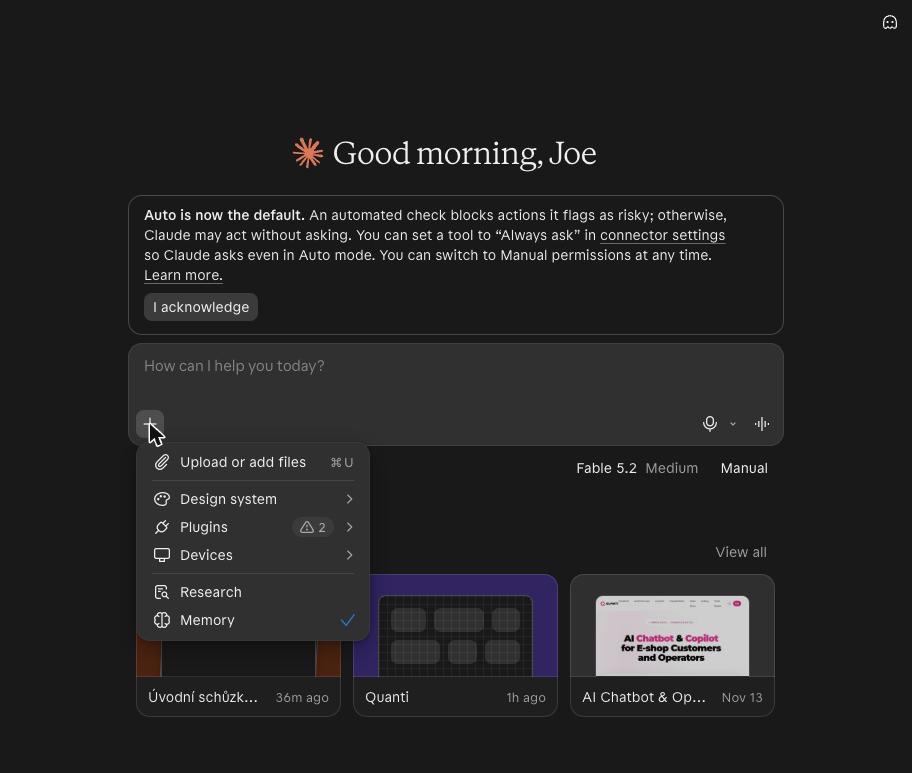 Good morning, Joe
Auto is now the default. An automated check blocks actions it flags as risky; otherwise,
Claude may act without asking. You can set a tool to “Always ask” in connector settings
so Claude asks even in Auto mode. You can switch to Manual permissions at any time.
Learn more.
I acknowledge
How can I help you today?
Upload or add files ⌘U
Design system
Plugins 2
Devices
Research
Memory
Fable 5.2 Medium Manual
View all
QUANTI
AI Chatbot & Copilot
for E-shop Customers
and Operators
Úvodní schůzk… 36m ago
Quanti 1h ago
AI Chatbot & Op… Nov 13